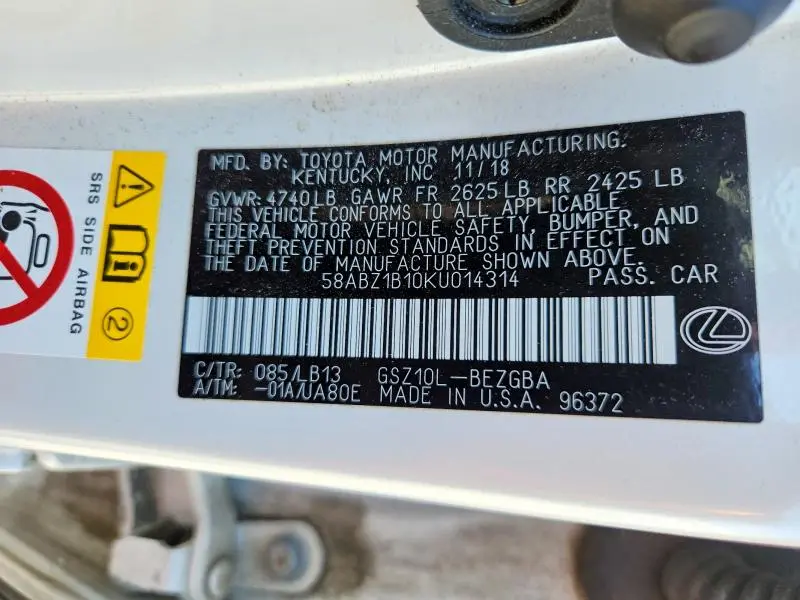 MFD. BY: TOYOTA MOTOR MANUFACTURING.
KENTUCKY, INC 11/18
GVWR: 4740LB GAWR FR 2625LB RR 2425 LB
THIS VEHICLE CONFORMS TO ALL APPLICABLE
FEDERAL MOTOR VEHICLE SAFETY, BUMPER, AND
THEFT PREVENTION STANDARDS IN EFFECT ON
THE DATE OF MANUFACTURE SHOWN ABOVE.
58ABZ1B10KU014314 PASS. CAR
C/TR: 085/LB13 GSZ10L-BEZGBA
A/TM: -01A/UA80E MADE IN U.S.A. 96372
SRS SIDE AIRBAG
2